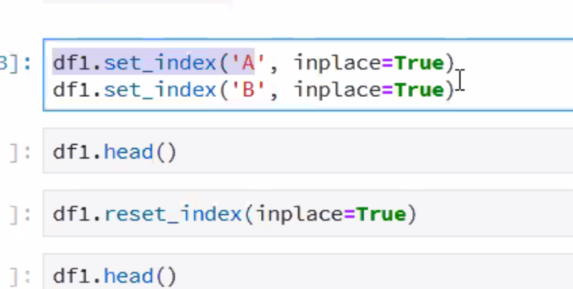 3]: df1.set_index('A', inplace=True)
df1.set_index('B', inplace=True)
]: df1.head()
]: df1.reset_index(inplace=True)
]: df1.head()